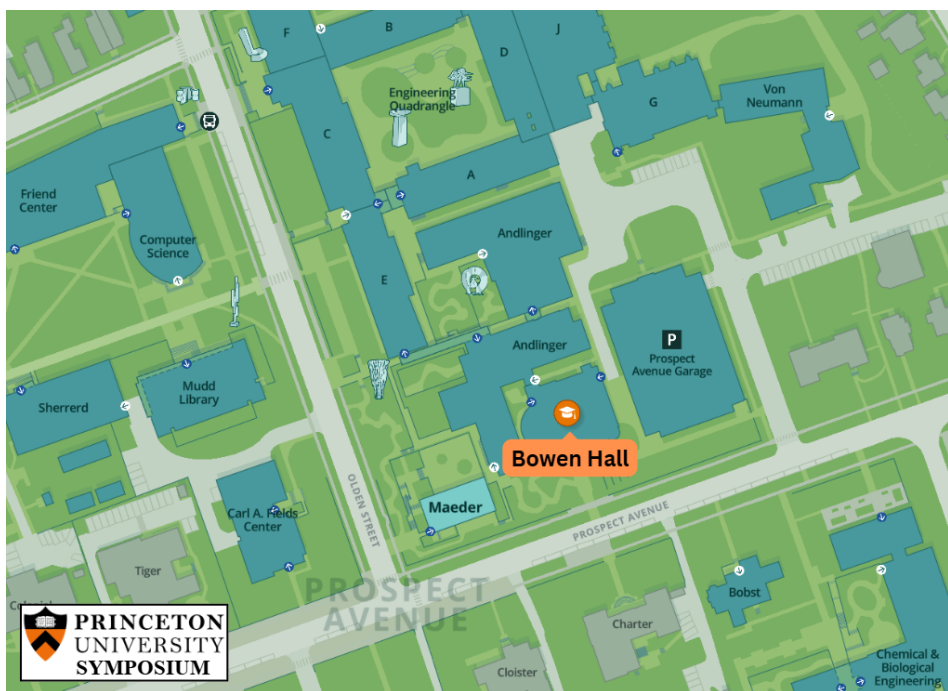 F
B
D
J
Engineering
Quadrangle
G
Von
Neumann
C
A
Friend
Center
Computer
Science
Andlinger
E
Andlinger
P
Prospect
Avenue Garage
Mudd
Library
Sherrerd
Bowen Hall
OLDEN STREET
Maeder
Carl A. Fields
Center
PROSPECT AVENUE
Tiger
PROSPECT
AVENUE
Bobst
Charter
PRINCETON
UNIVERSITY
SYMPOSIUM
Cloister
Chemical &
Biological
Engineering